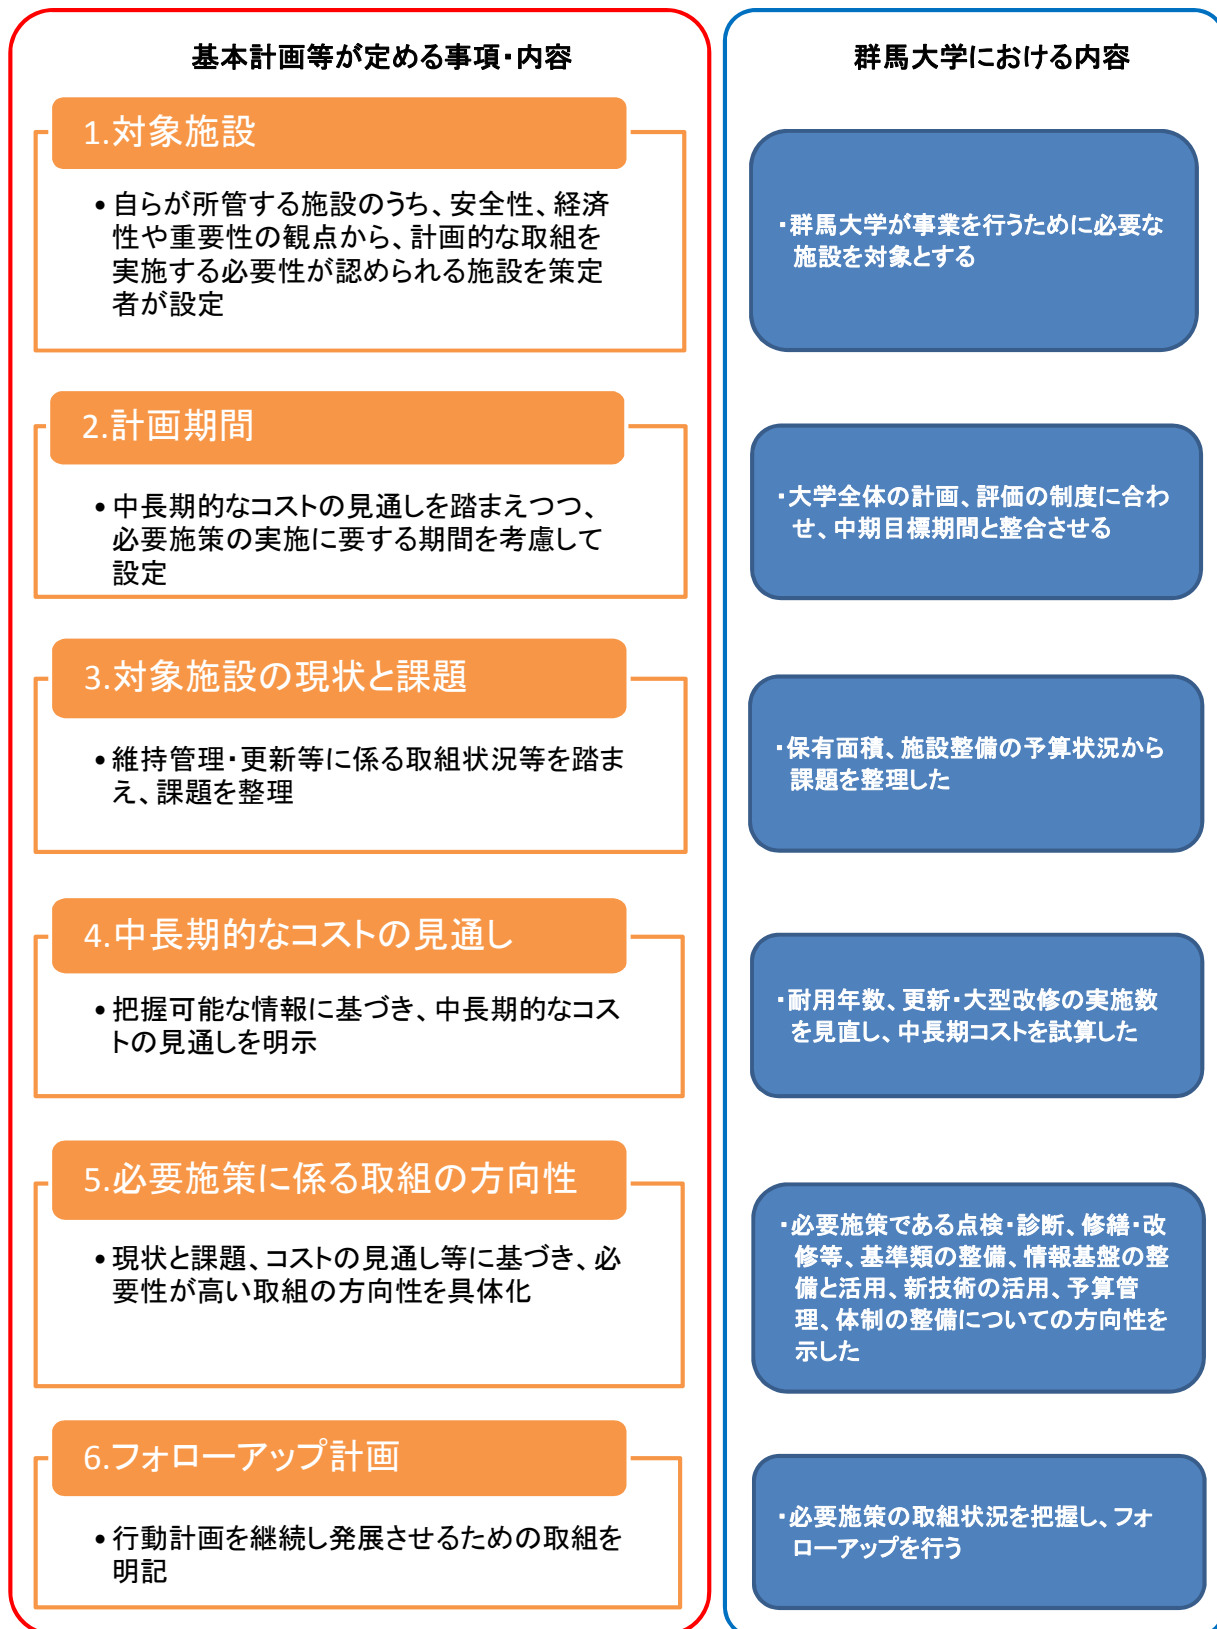 基本計画等が定める事項・内容
1.対象施設
•自らが所管する施設のうち、安全性、経済
性や重要性の観点から、計画的な取組を
実施する必要性が認められる施設を策定
者が設定
2.計画期間
•中長期的なコストの見通しを踏まえつつ、
必要施策の実施に要する期間を考慮して
設定
3.対象施設の現状と課題
•維持管理・更新等に係る取組状況等を踏ま
え、課題を整理
4.中長期的なコストの見通し
•把握可能な情報に基づき、中長期的なコス
トの見通しを明示
5.必要施策に係る取組の方向性
•現状と課題、コストの見通し等に基づき、必
要性が高い取組の方向性を具体化
6.フォローアップ計画
•行動計画を継続し発展させるための取組を
明記
群馬大学における内容
・群馬大学が事業を行うために必要な
施設を対象とする
・大学全体の計画、評価の制度に合わ
せ、中期目標期間と整合させる
・保有面積、施設整備の予算状況から
課題を整理した
・耐用年数、更新・大型改修の実施数
を見直し、中長期コストを試算した
・必要施策である点検・診断、修繕・改
修等、基準類の整備、情報基盤の整
備と活用、新技術の活用、予算管
理、体制の整備についての方向性を
示した
・必要施策の取組状況を把握し、フォ
ローアップを行う